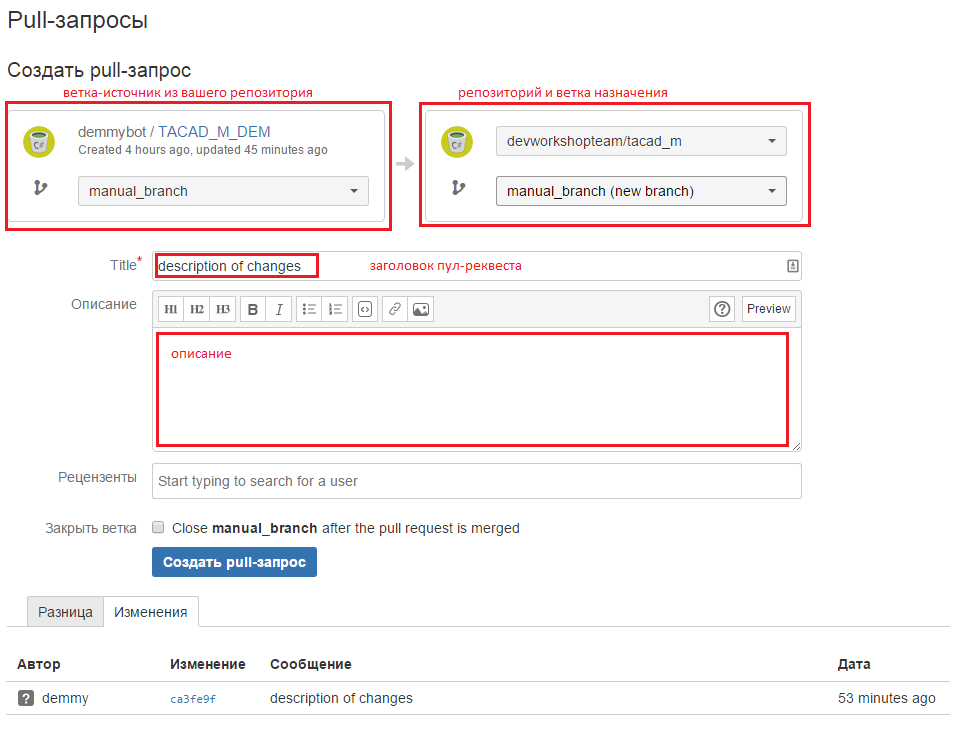 Pull-запросы
Создать pull-запрос
ветка-источник из вашего репозитория
репозиторий и ветка назначения
C#
demmybot / TACAD_M_DEM
Created 4 hours ago, updated 45 minutes ago
manual_branch
C#
devworkshopteam/tacad_m
manual_branch (new branch)
Title*
description of changes
заголовок пул-реквеста
Описание
H1 H2 H3 B I
? Preview
описание
Рецензенты
Start typing to search for a user
Закрыть ветка
Close manual_branch after the pull request is merged
Создать pull-запрос
Разница Изменения
Автор Изменение Сообщение Дата
? demmy ca3fe9f description of changes 53 minutes ago